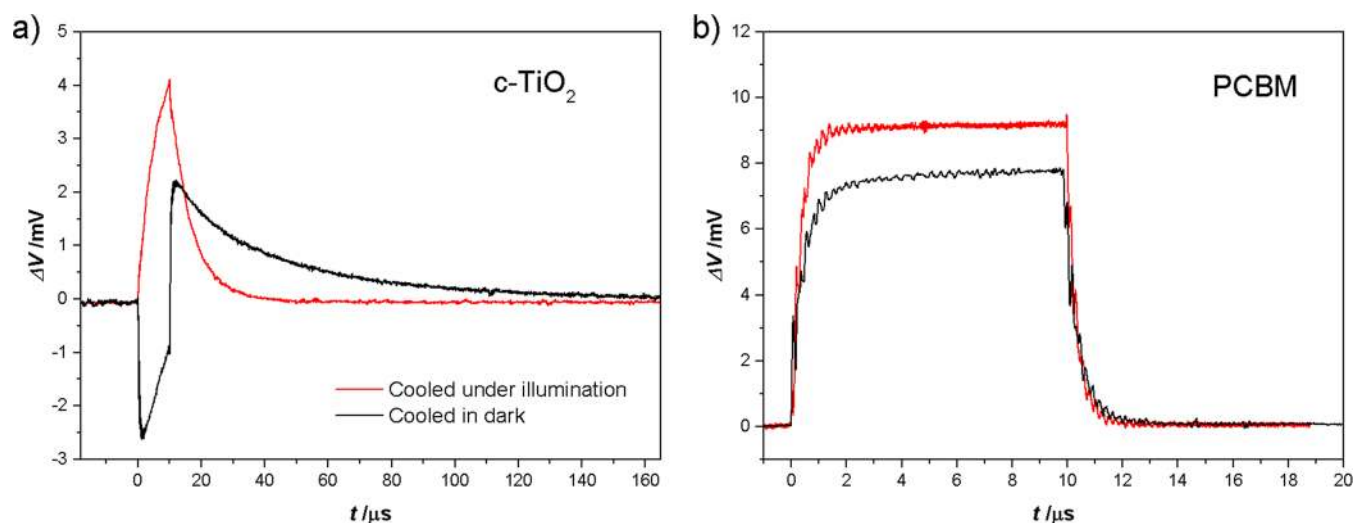 a)
c-TiO₂
5
4
3
2
1
0
-1
-2
-3
ΔV /mV
Cooled under illumination
Cooled in dark
0 20 40 60 80 100 120 140 160
t /μs
b)
PCBM
12
10
8
6
4
2
0
ΔV /mV
0 2 4 6 8 10 12 14 16 18 20
t /μs